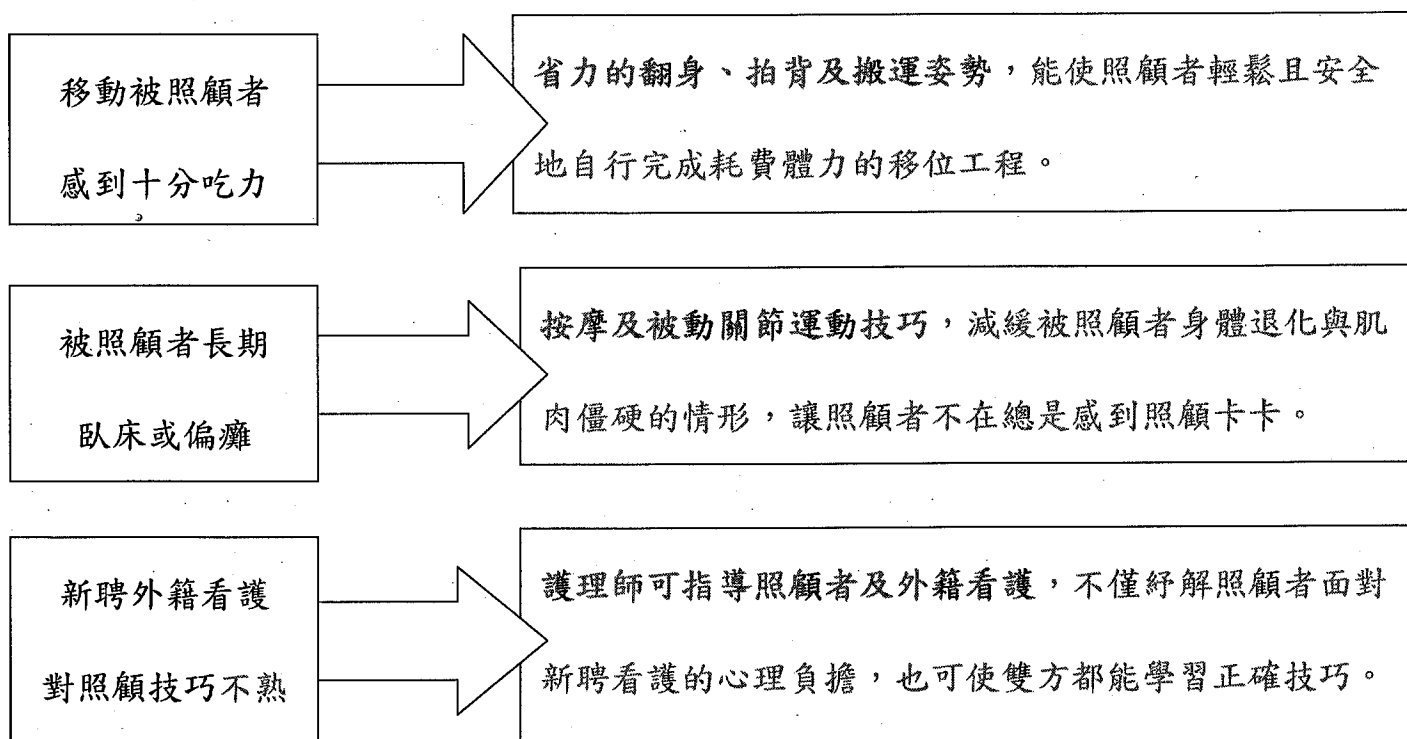 移動被照顧者
感到十分吃力
省力的翻身、拍背及搬運姿勢，能使照顧者輕鬆且安全
地自行完成耗費體力的移位工程。
被照顧者長期
臥床或偏癱
按摩及被動關節運動技巧，減緩被照顧者身體退化與肌
肉僵硬的情形，讓照顧者不在總是感到照顧卡卡。
新聘外籍看護
對照顧技巧不熟
護理師可指導照顧者及外籍看護，不僅紓解照顧者面對
新聘看護的心理負擔，也可使雙方都能學習正確技巧。